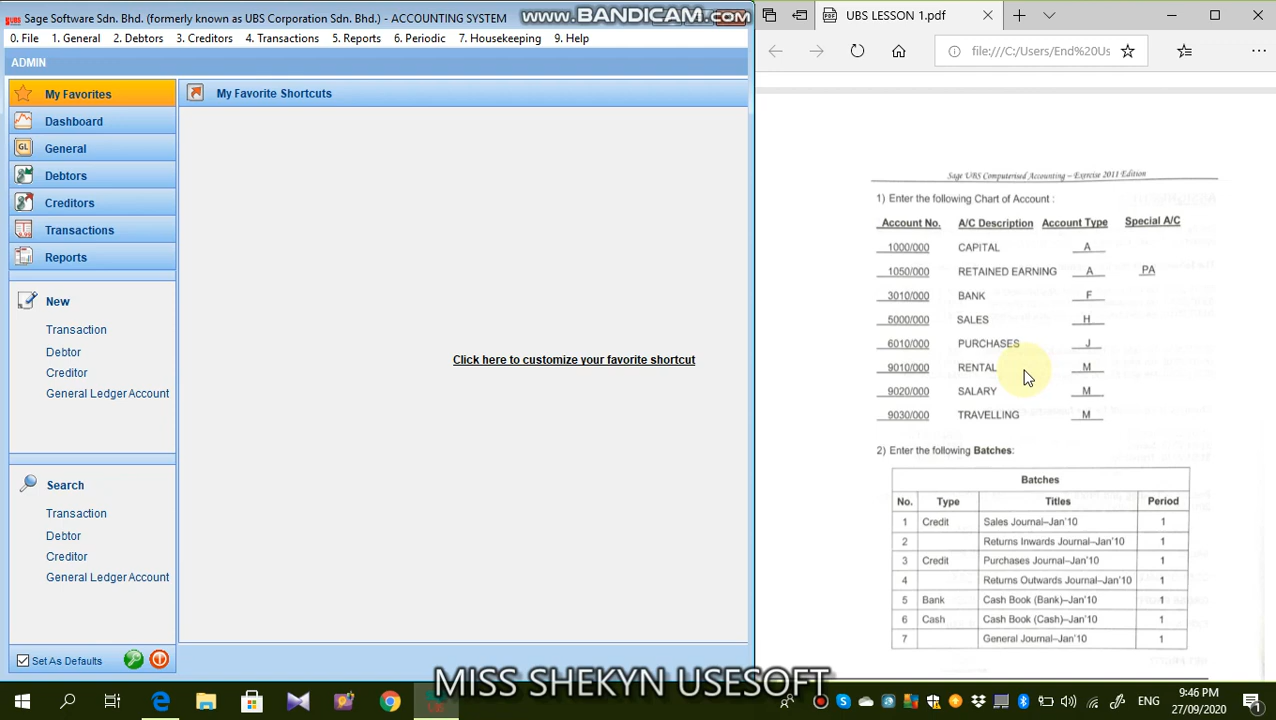 Sage Software Sdn. Bhd. (formerly known as UBS Corporation Sdn. Bhd.) - ACCOUNTING SYSTEM
www.BANDICAM.com
0. File 1. General 2. Debtors 3. Creditors 4. Transactions 5. Reports 6. Periodic 7. Housekeeping 9. Help
ADMIN
My Favorites
Dashboard
General
Debtors
Creditors
Transactions
Reports
New
Transaction
Debtor
Creditor
General Ledger Account
Search
Transaction
Debtor
Creditor
General Ledger Account
Set As Defaults
My Favorite Shortcuts
Click here to customize your favorite shortcut
UBS LESSON 1.pdf
file:///C:/Users/End%20Us
Sage UBS Computerised Accounting – Exercise 2011 Edition
1) Enter the following Chart of Account :
Account No. A/C Description Account Type Special A/C
1000/000 CAPITAL A
1050/000 RETAINED EARNING A PA
3010/000 BANK F
5000/000 SALES H
6010/000 PURCHASES J
9010/000 RENTAL M
9020/000 SALARY M
9030/000 TRAVELLING M
2) Enter the following Batches:
Batches
No. Type Titles Period
1 Credit Sales Journal–Jan'10 1
2 Returns Inwards Journal–Jan'10 1
3 Credit Purchases Journal–Jan'10 1
4 Returns Outwards Journal–Jan'10 1
5 Bank Cash Book (Bank)–Jan'10 1
6 Cash Cash Book (Cash)–Jan'10 1
7 General Journal–Jan'10 1
MISS SHEKYN USESOFT
ENG
9:46 PM
27/09/2020